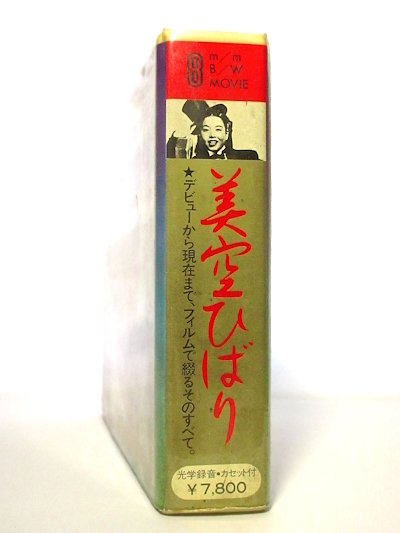 8 m/m
B/W
MOVIE
美空ひばり
★デビューから現在まで、フィルムで綴るそのすべて。
光学録音・カセット付
¥7,800